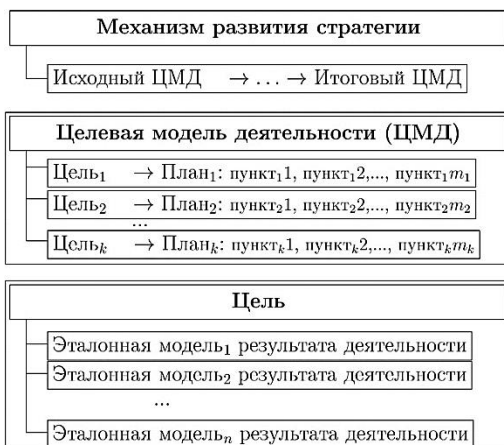 Механизм развития стратегии
Исходный ЦМД → ... → Итоговый ЦМД
Целевая модель деятельности (ЦМД)
Цель₁ → План₁: пункт₁1, пункт₁2,..., пункт₁m₁
Цель₂ → План₂: пункт₂1, пункт₂2,..., пункт₂m₂
...
Цельₖ → Планₖ: пунктₖ1, пунктₖ2,..., пунктₖmₖ
Цель
Эталонная модель₁ результата деятельности
Эталонная модель₂ результата деятельности
...
Эталонная модельₙ результата деятельности